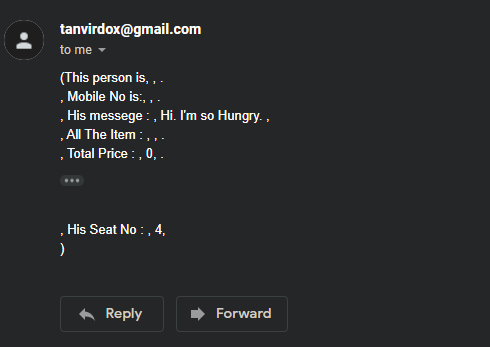 tanvirdox@gmail.com
to me
(This person is, , .
, Mobile No is:, , .
, His messege : , Hi. I'm so Hungry. ,
, All The Item : , , .
, Total Price : , 0, .
, His Seat No : , 4,
)
Reply
Forward